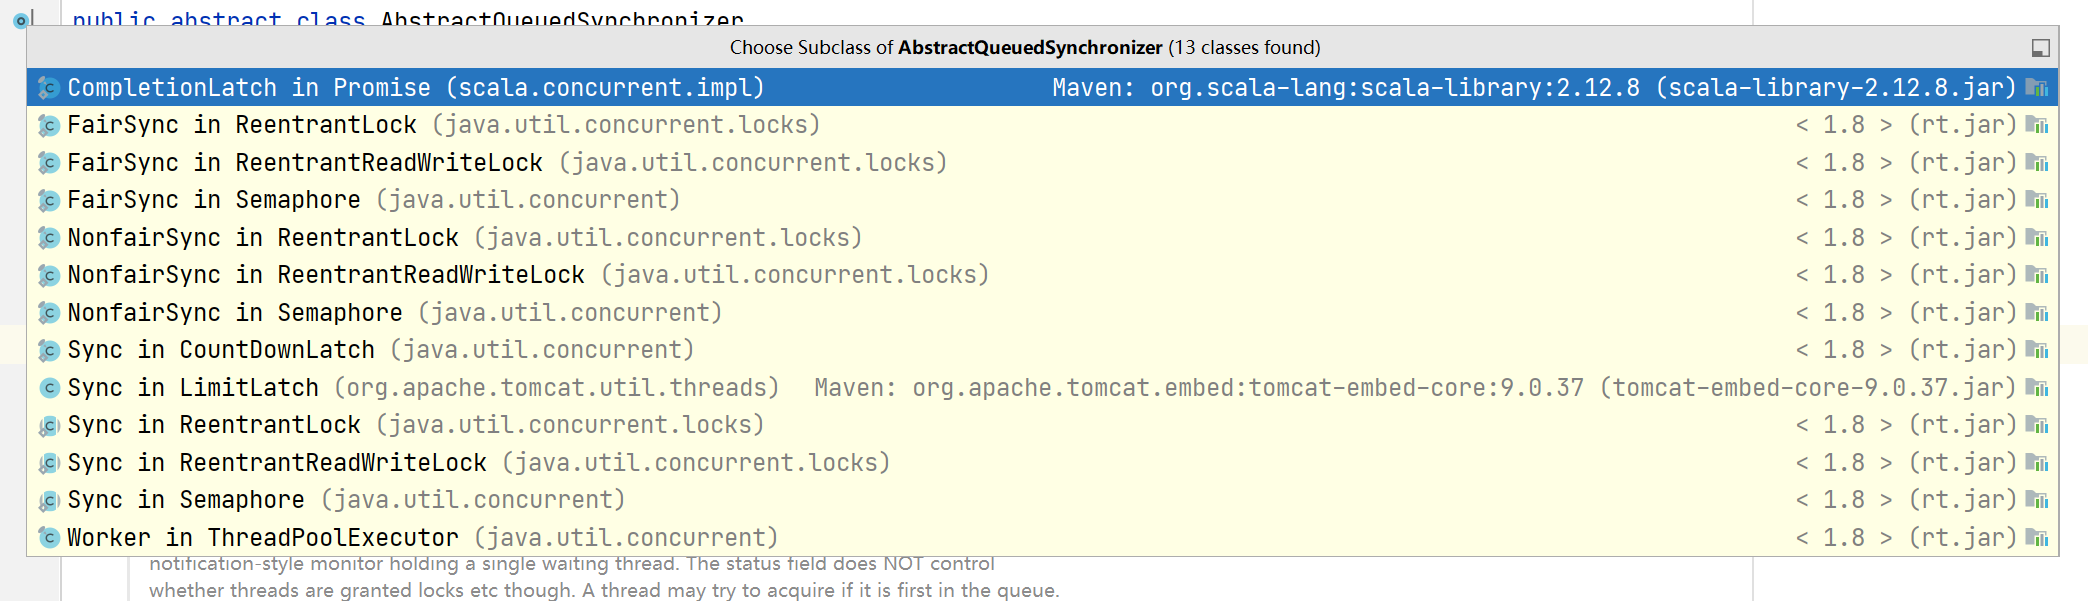 public abstract class AbstractQueuedSynchronizer
Choose Subclass of AbstractQueuedSynchronizer (13 classes found)
CompletionLatch in Promise (scala.concurrent.impl) Maven: org.scala-lang:scala-library:2.12.8 (scala-library-2.12.8.jar)
FairSync in ReentrantLock (java.util.concurrent.locks) < 1.8 > (rt.jar)
FairSync in ReentrantReadWriteLock (java.util.concurrent.locks) < 1.8 > (rt.jar)
FairSync in Semaphore (java.util.concurrent) < 1.8 > (rt.jar)
NonfairSync in ReentrantLock (java.util.concurrent.locks) < 1.8 > (rt.jar)
NonfairSync in ReentrantReadWriteLock (java.util.concurrent.locks) < 1.8 > (rt.jar)
NonfairSync in Semaphore (java.util.concurrent) < 1.8 > (rt.jar)
Sync in CountDownLatch (java.util.concurrent) < 1.8 > (rt.jar)
Sync in LimitLatch (org.apache.tomcat.util.threads) Maven: org.apache.tomcat.embed:tomcat-embed-core:9.0.37 (tomcat-embed-core-9.0.37.jar)
Sync in ReentrantLock (java.util.concurrent.locks) < 1.8 > (rt.jar)
Sync in ReentrantReadWriteLock (java.util.concurrent.locks) < 1.8 > (rt.jar)
Sync in Semaphore (java.util.concurrent) < 1.8 > (rt.jar)
Worker in ThreadPoolExecutor (java.util.concurrent) < 1.8 > (rt.jar)
notification-style monitor holding a single waiting thread. The status field does NOT control
whether threads are granted locks etc though. A thread may try to acquire if it is first in the queue.